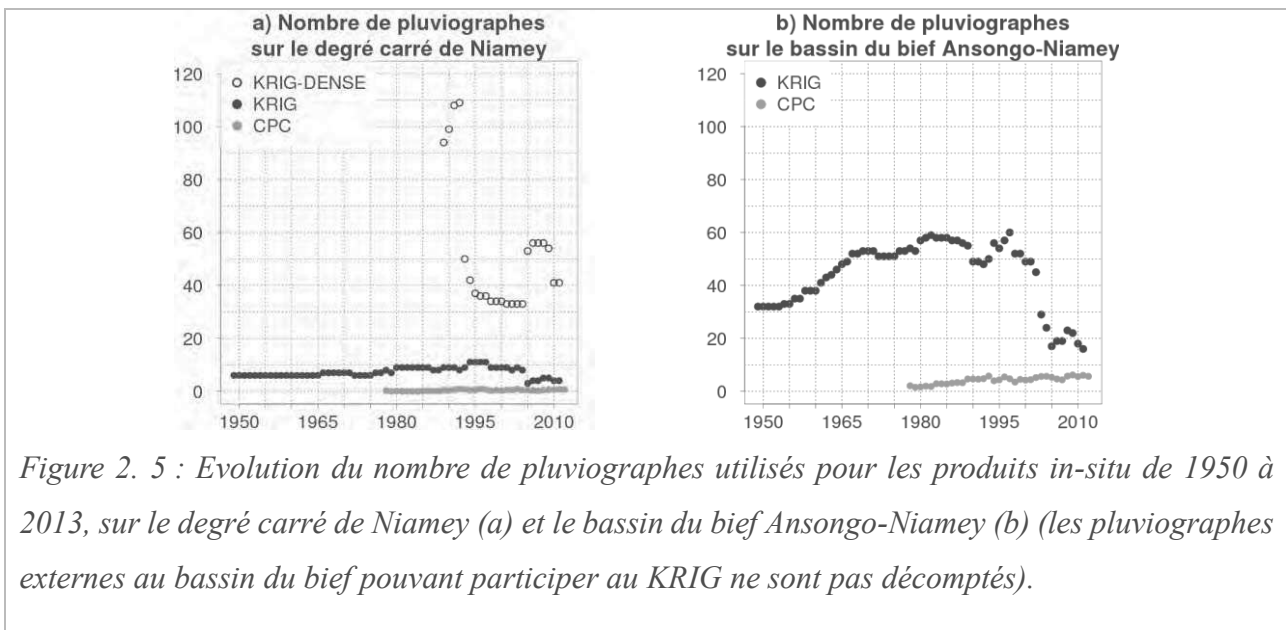 a) Nombre de pluviographes
sur le degré carré de Niamey
120
100
80
60
40
20
0
KRIG-DENSE
KRIG
CPC
1950 1965 1980 1995 2010
b) Nombre de pluviographes
sur le bassin du bief Ansongo-Niamey
120
100
80
60
40
20
0
KRIG
CPC
1950 1965 1980 1995 2010
Figure 2. 5 : Evolution du nombre de pluviographes utilisés pour les produits in-situ de 1950 à
2013, sur le degré carré de Niamey (a) et le bassin du bief Ansongo-Niamey (b) (les pluviographes
externes au bassin du bief pouvant participer au KRIG ne sont pas décomptés).